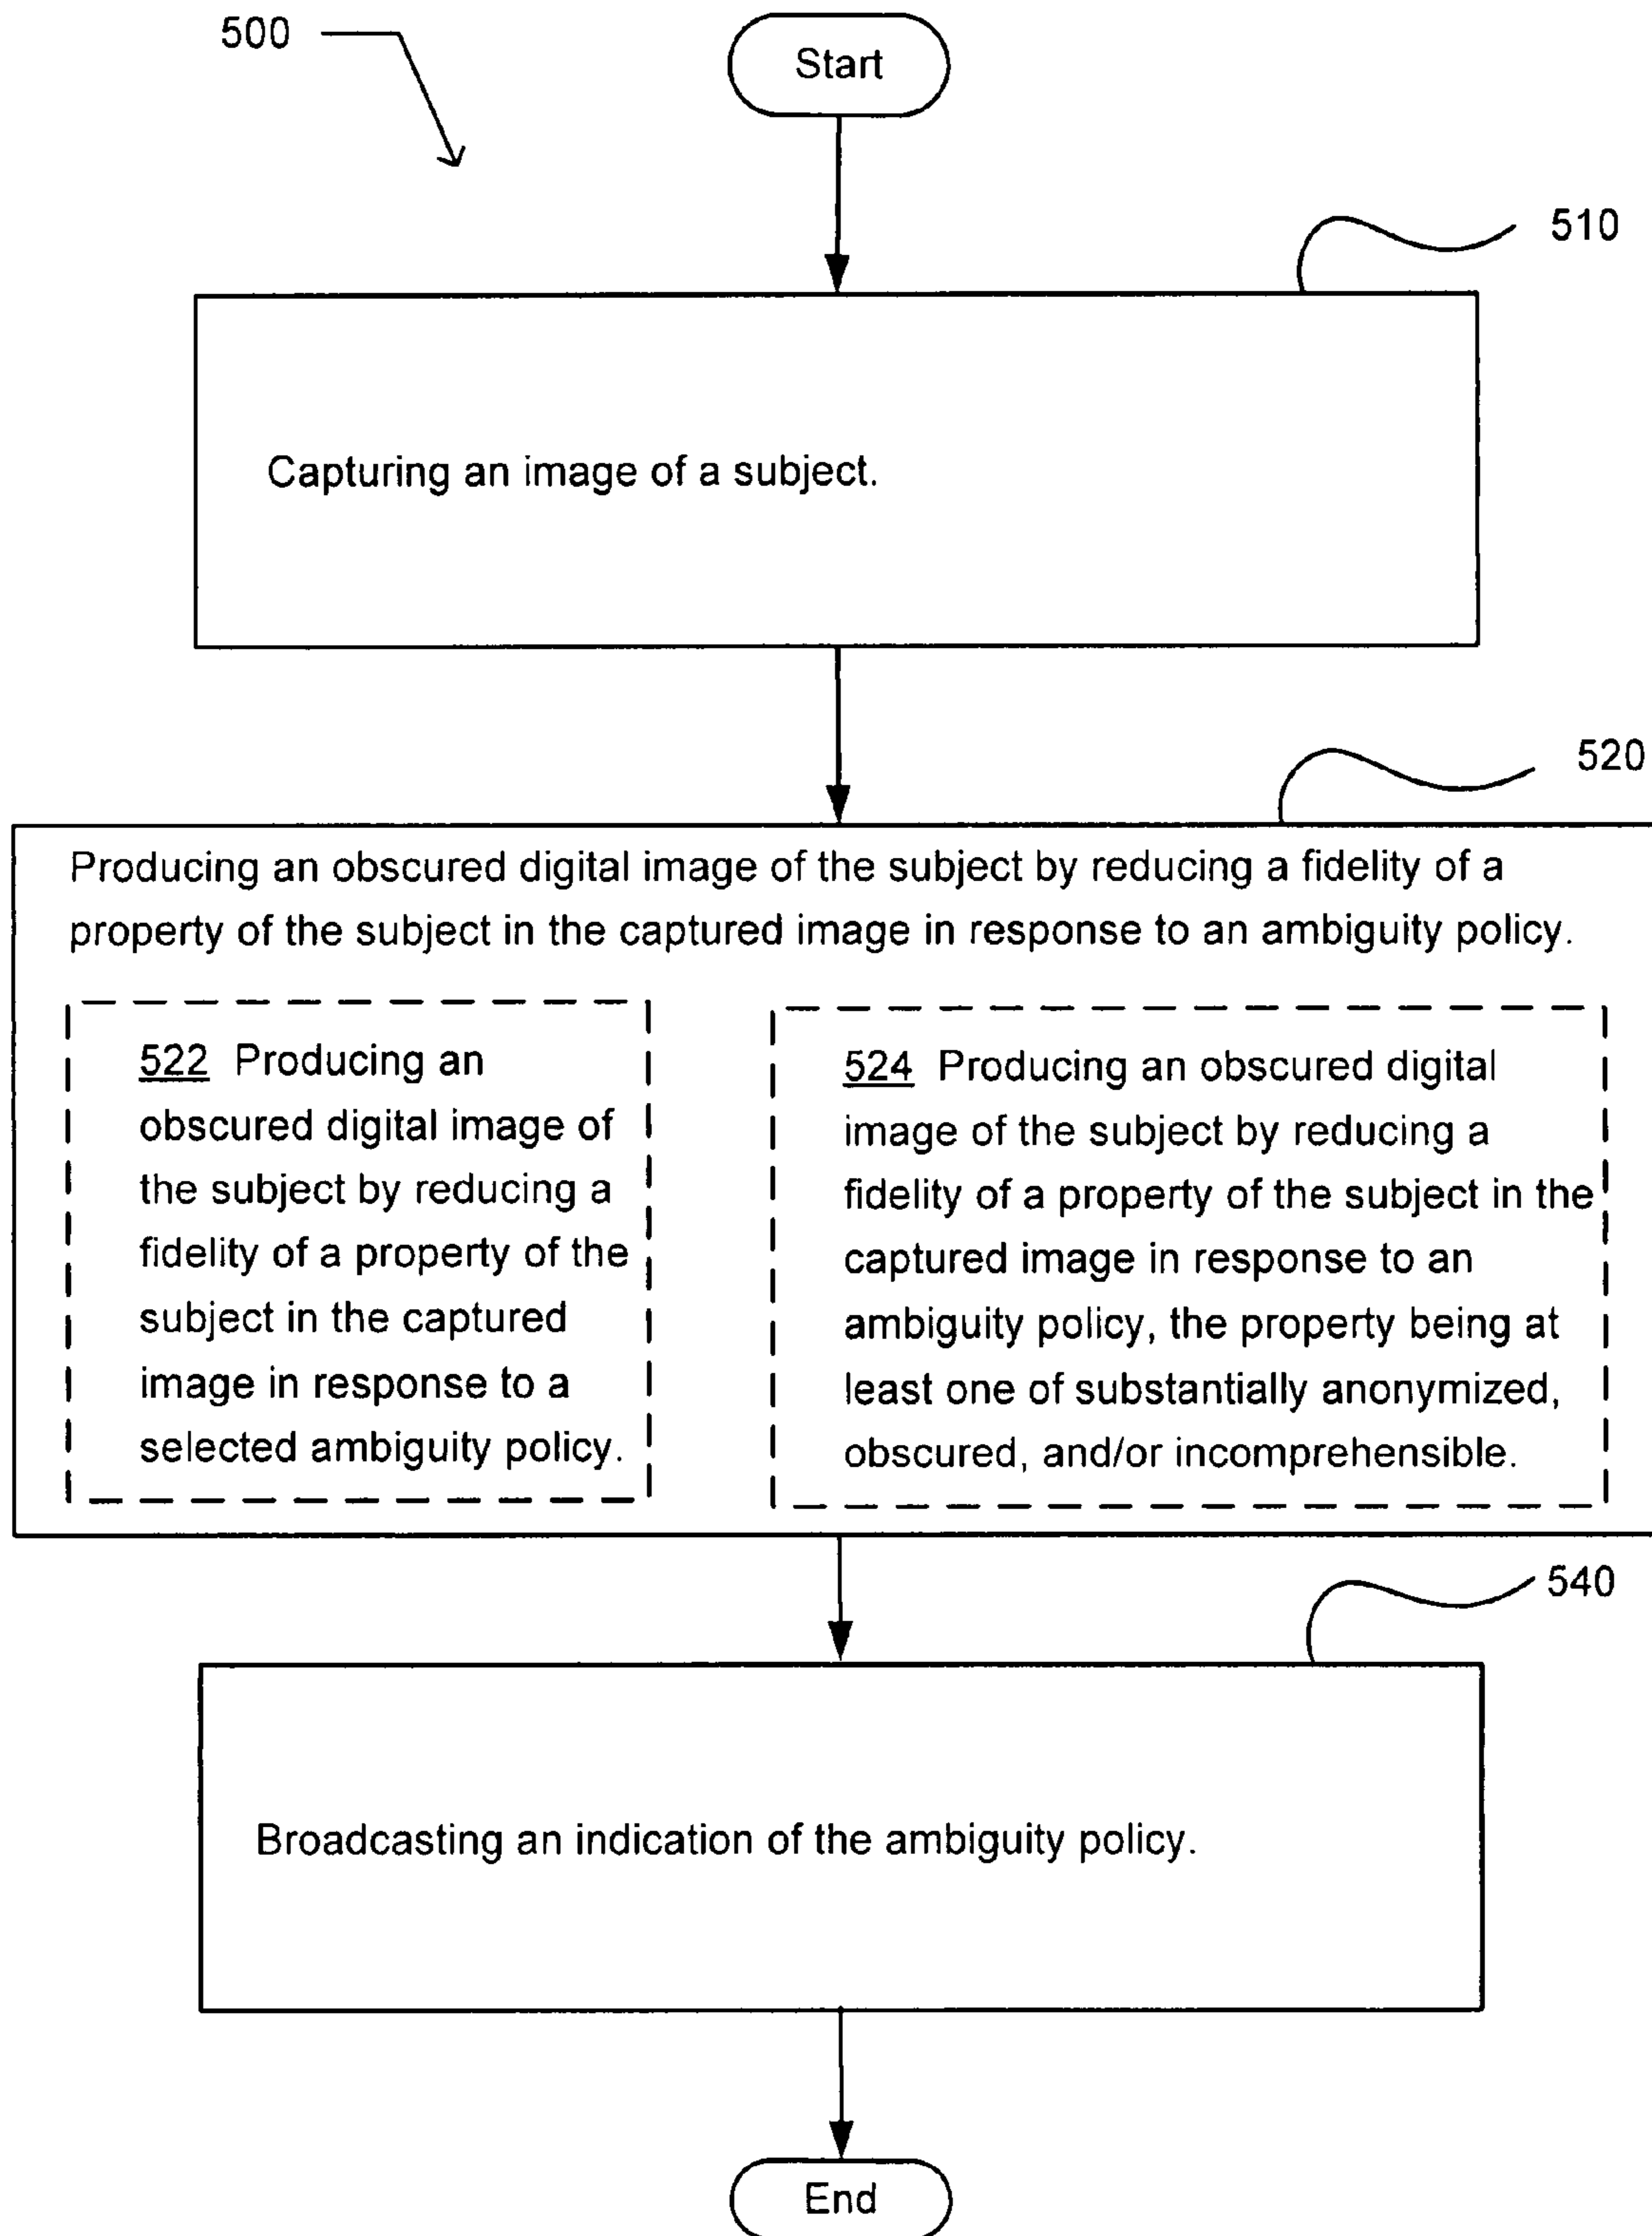 500
Start
510
Capturing an image of a subject.
520
Producing an obscured digital image of the subject by reducing a fidelity of a
property of the subject in the captured image in response to an ambiguity policy.
522 Producing an
obscured digital image of
the subject by reducing a
fidelity of a property of the
subject in the captured
image in response to a
selected ambiguity policy.
524 Producing an obscured digital
image of the subject by reducing a
fidelity of a property of the subject in the
captured image in response to an
ambiguity policy, the property being at
least one of substantially anonymized,
obscured, and/or incomprehensible.
540
Broadcasting an indication of the ambiguity policy.
End